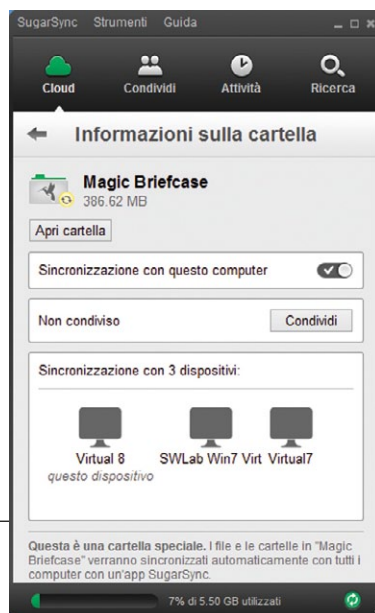 SugarSync Strumenti Guida
Cloud Condividi Attività Ricerca
Informazioni sulla cartella
Magic Briefcase
386.62 MB
Apri cartella
Sincronizzazione con questo computer
Non condiviso Condividi
Sincronizzazione con 3 dispositivi:
Virtual 8 SWLab Win7 Virt Virtual7
questo dispositivo
Questa è una cartella speciale. I file e le cartelle in "Magic
Briefcase" verranno sincronizzati automaticamente con tutti i
computer con un'app SugarSync.
7% di 5.50 GB utilizzati